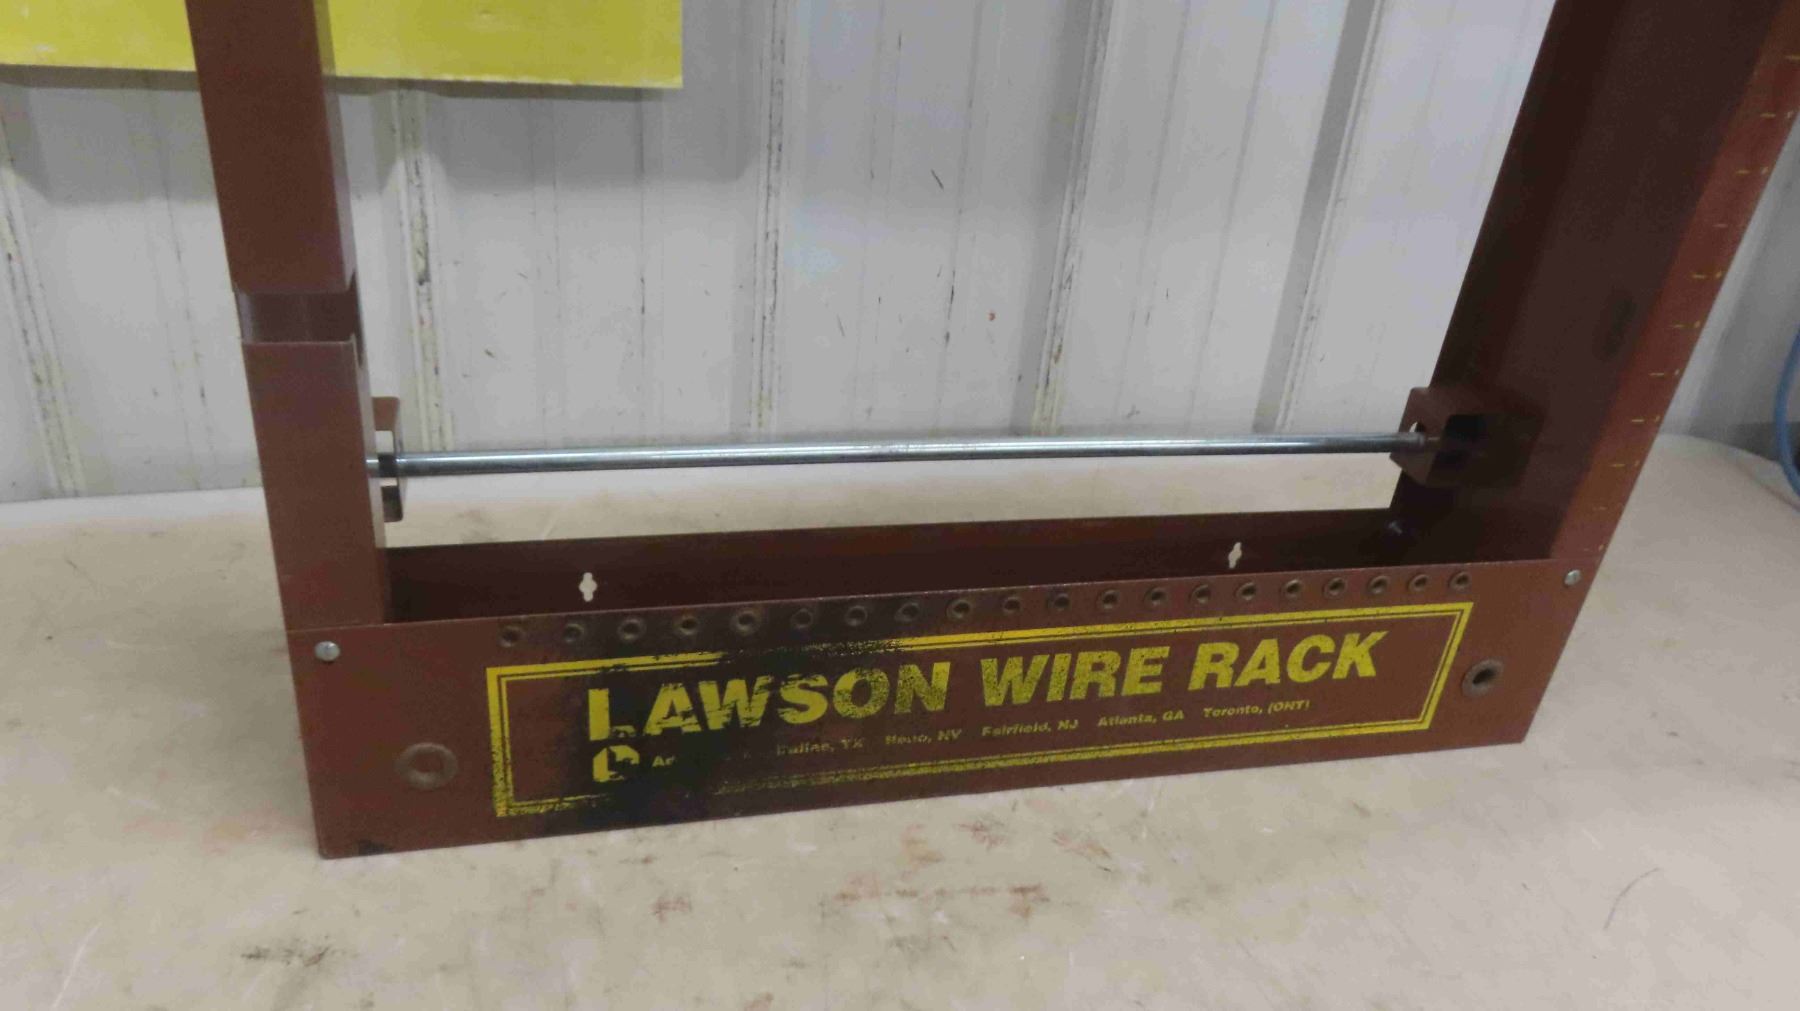 LAWSON WIRE RACK
Dallas, TX Reno, NV Fairfield, NJ Atlanta, GA Toronto, (ONT)